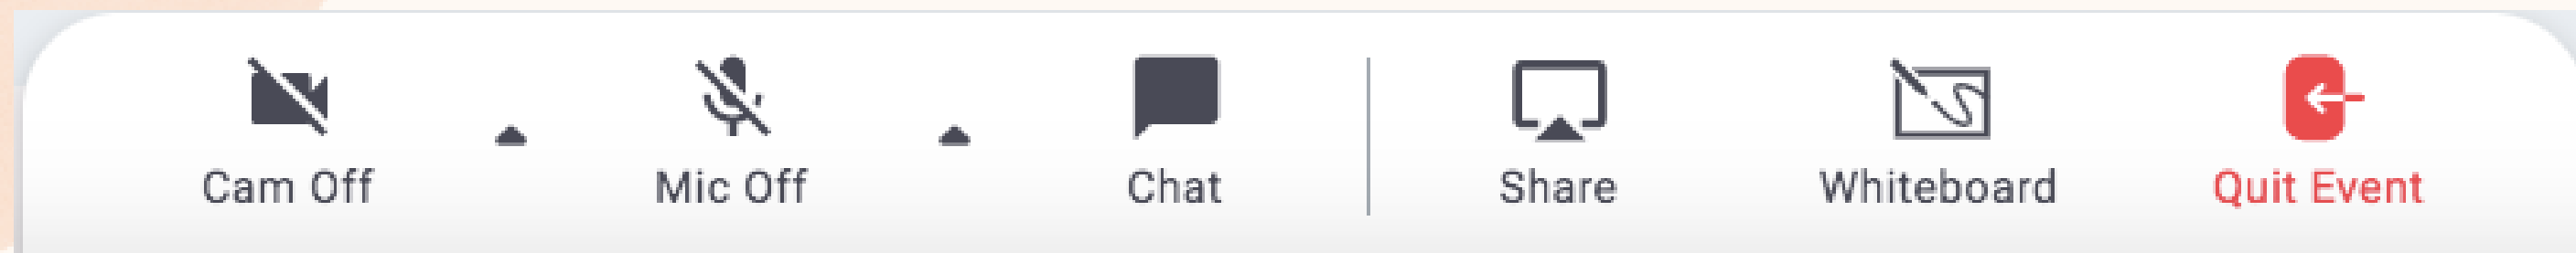 Cam Off
Mic Off
Chat
Share
Whiteboard
Quit Event